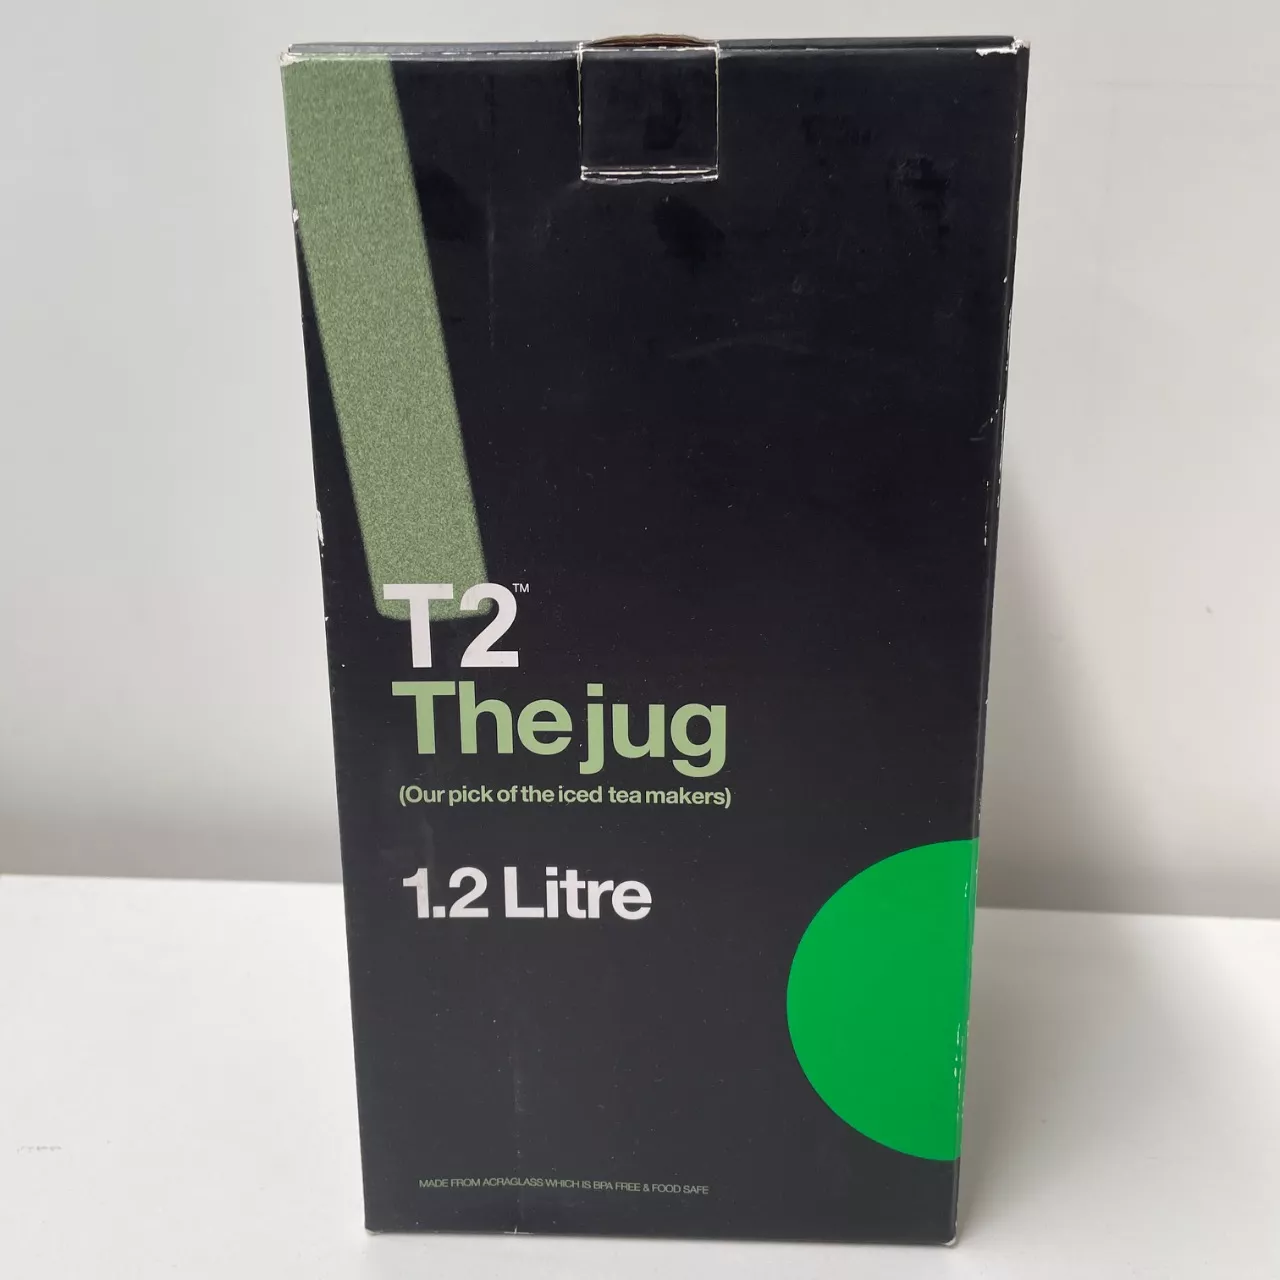 T2™
The jug
(Our pick of the iced tea makers)
1.2 Litre
MADE FROM ACRAGLASS WHICH IS BPA FREE & FOOD SAFE